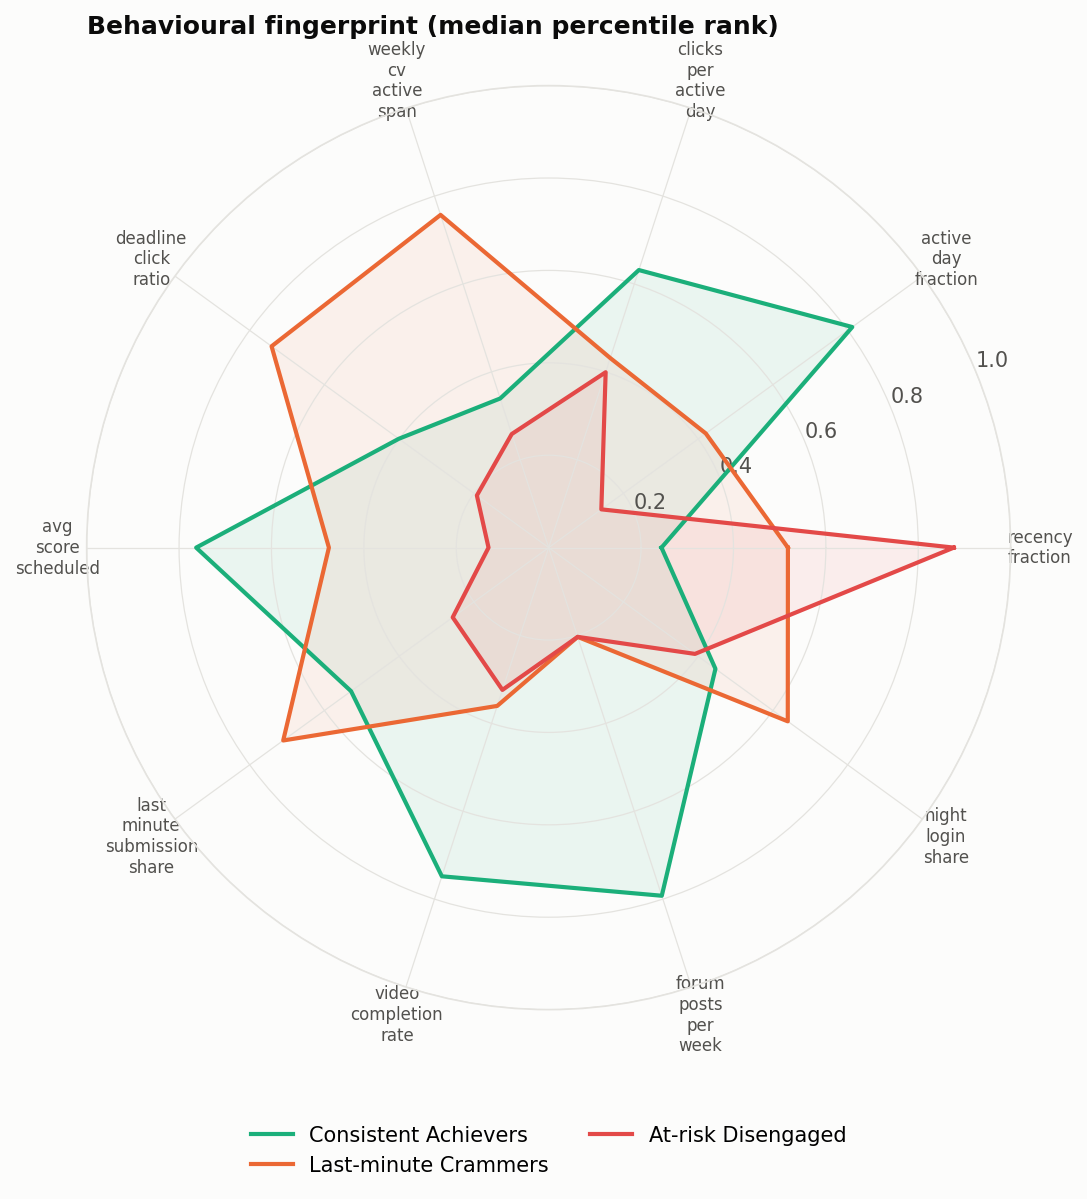 Behavioural fingerprint (median percentile rank)
weekly
cv
active
span
clicks
per
active
day
deadline
click
ratio
active
day
fraction
1.0
0.8
0.6
0.4
0.2
avg
score
scheduled
recency
fraction
last
minute
submission
share
night
login
share
video
completion
rate
forum
posts
per
week
Consistent Achievers
Last-minute Crammers
At-risk Disengaged